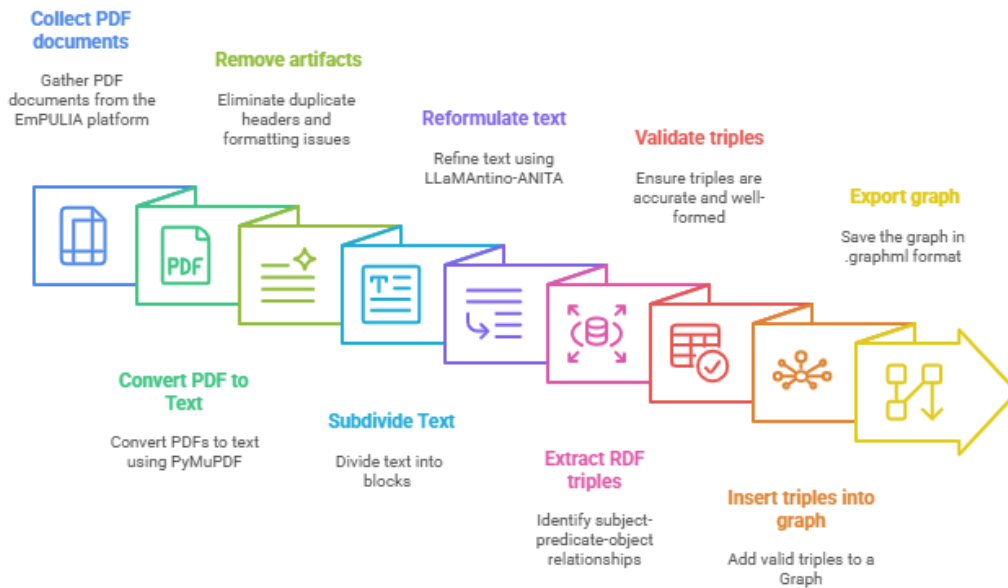 Collect PDF
documents
Gather PDF
documents from the
EmPULIA platform
PDF
Convert PDF to
Text
Convert PDFs to text
using PyMuPDF
Remove artifacts
Eliminate duplicate
headers and
formatting issues
T
Subdivide Text
Divide text into
blocks
Reformulate text
Refine text using
LLaMAntino-ANITA
Extract RDF
triples
Identify subject-
predicate-object
relationships
Validate triples
Ensure triples are
accurate and well-
formed
Insert triples into
graph
Add valid triples to a
Graph
Export graph
Save the graph in
.graphml format